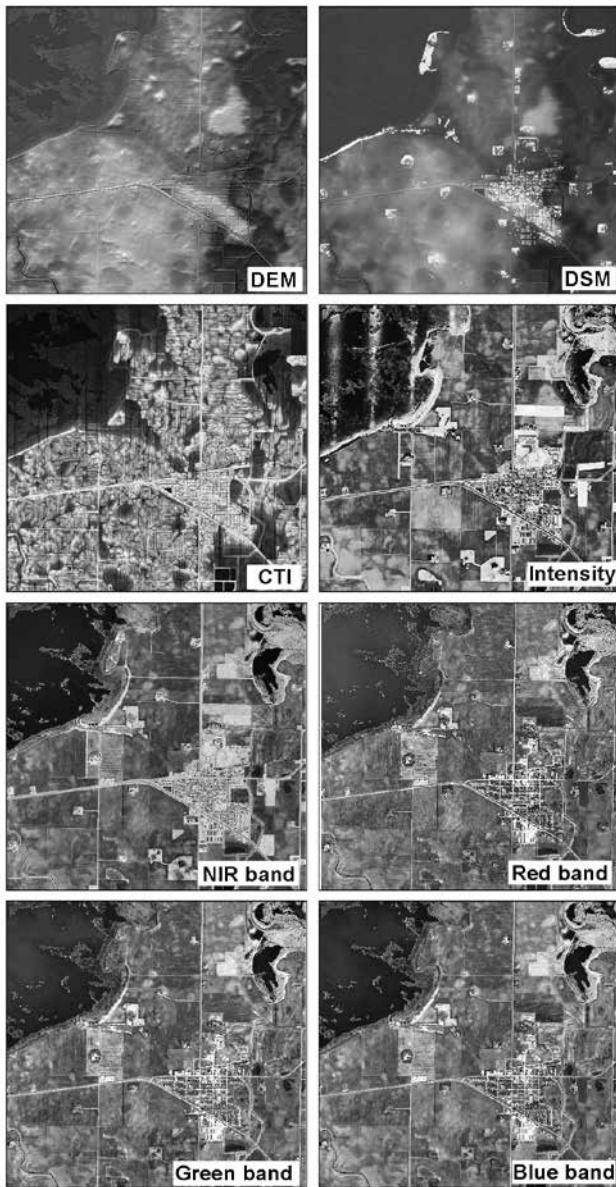 DEM
DSM
CTI
Intensity
NIR band
Red band
Green band
Blue band